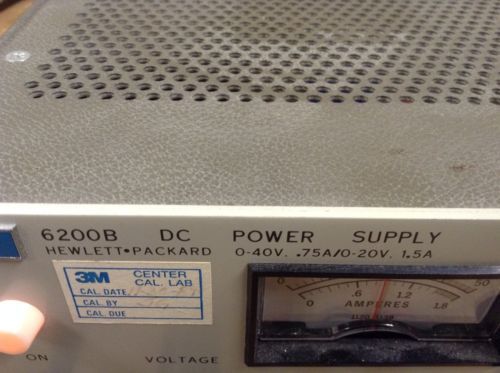 6200B DC POWER SUPPLY
HEWLETT•PACKARD 0-40V. .75A/0-20V. 1.5A
3M CENTER CAL. LAB
CAL. DATE
CAL. BY
CAL. DUE
50
0 .6 1.2 1.8
AMPERES
ON VOLTAGE